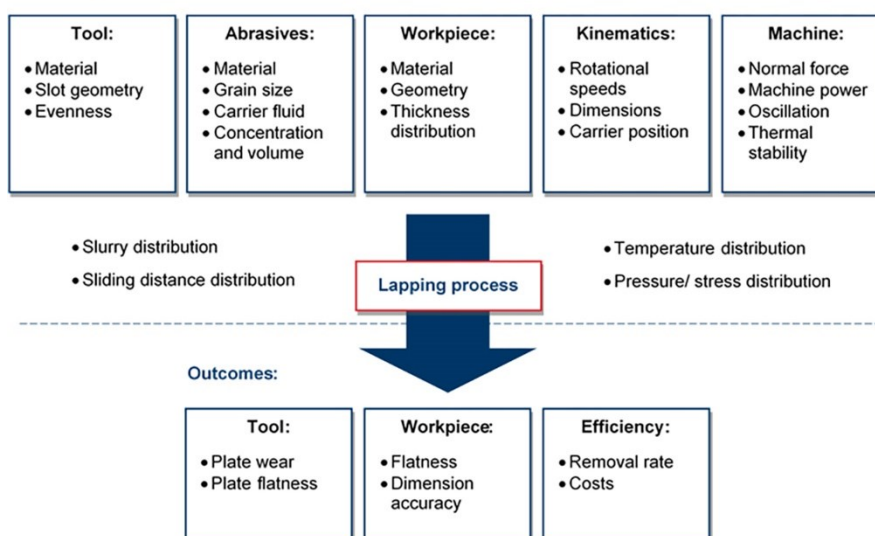 Tool:
• Material
• Slot geometry
• Evenness
Abrasives:
• Material
• Grain size
• Carrier fluid
• Concentration
and volume
Workpiece:
• Material
• Geometry
• Thickness
distribution
Kinematics:
• Rotational
speeds
• Dimensions
• Carrier position
Machine:
• Normal force
• Machine power
• Oscillation
• Thermal
stability
• Slurry distribution
• Sliding distance distribution
Lapping process
• Temperature distribution
• Pressure/ stress distribution
Outcomes:
Tool:
• Plate wear
• Plate flatness
Workpiece:
• Flatness
• Dimension
accuracy
Efficiency:
• Removal rate
• Costs